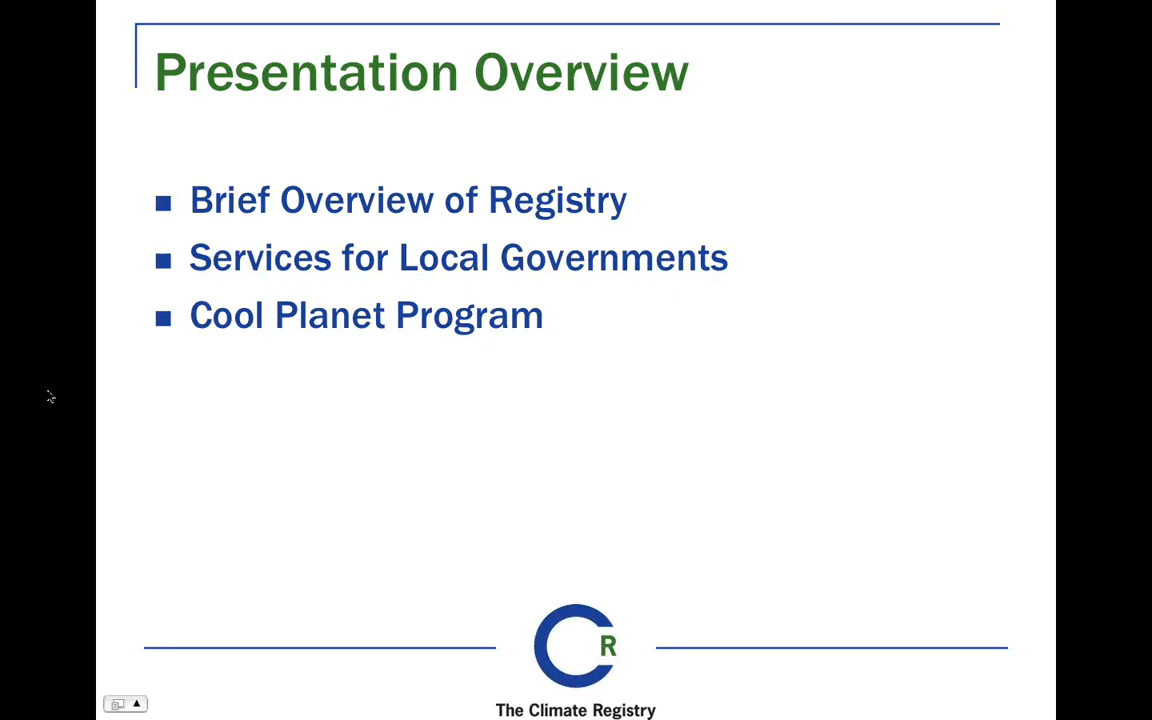 Presentation Overview
Brief Overview of Registry
Services for Local Governments
Cool Planet Program
R
The Climate Registry